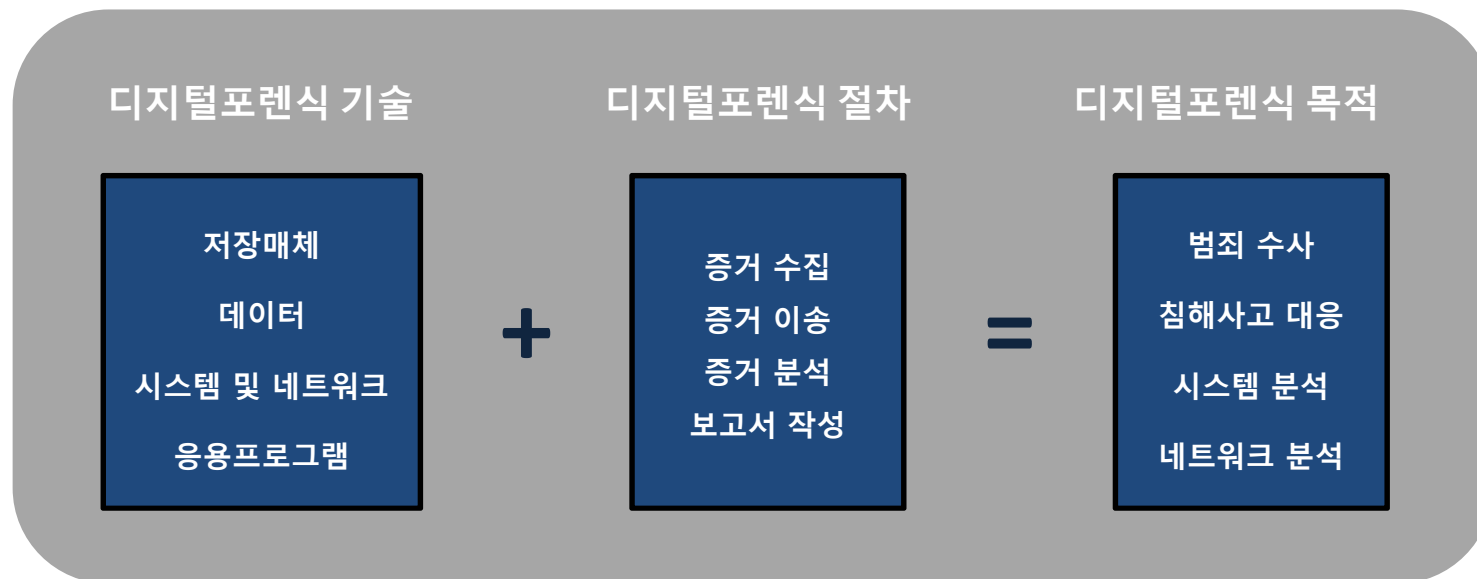 디지털포렌식 기술
저장매체
데이터
시스템 및 네트워크
응용프로그램
+
디지털포렌식 절차
증거 수집
증거 이송
증거 분석
보고서 작성
=
디지털포렌식 목적
범죄 수사
침해사고 대응
시스템 분석
네트워크 분석